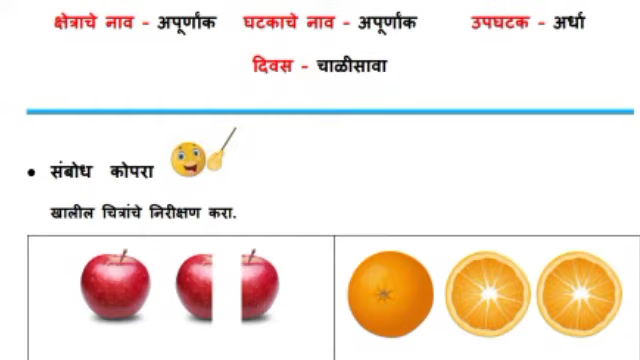 क्षेत्राचे नाव - अपूर्णांक घटकाचे नाव - अपूर्णांक उपघटक - अर्धा
दिवस - चाळीसावा
• संबोध कोपरा
खालील चित्रांचे निरीक्षण करा.